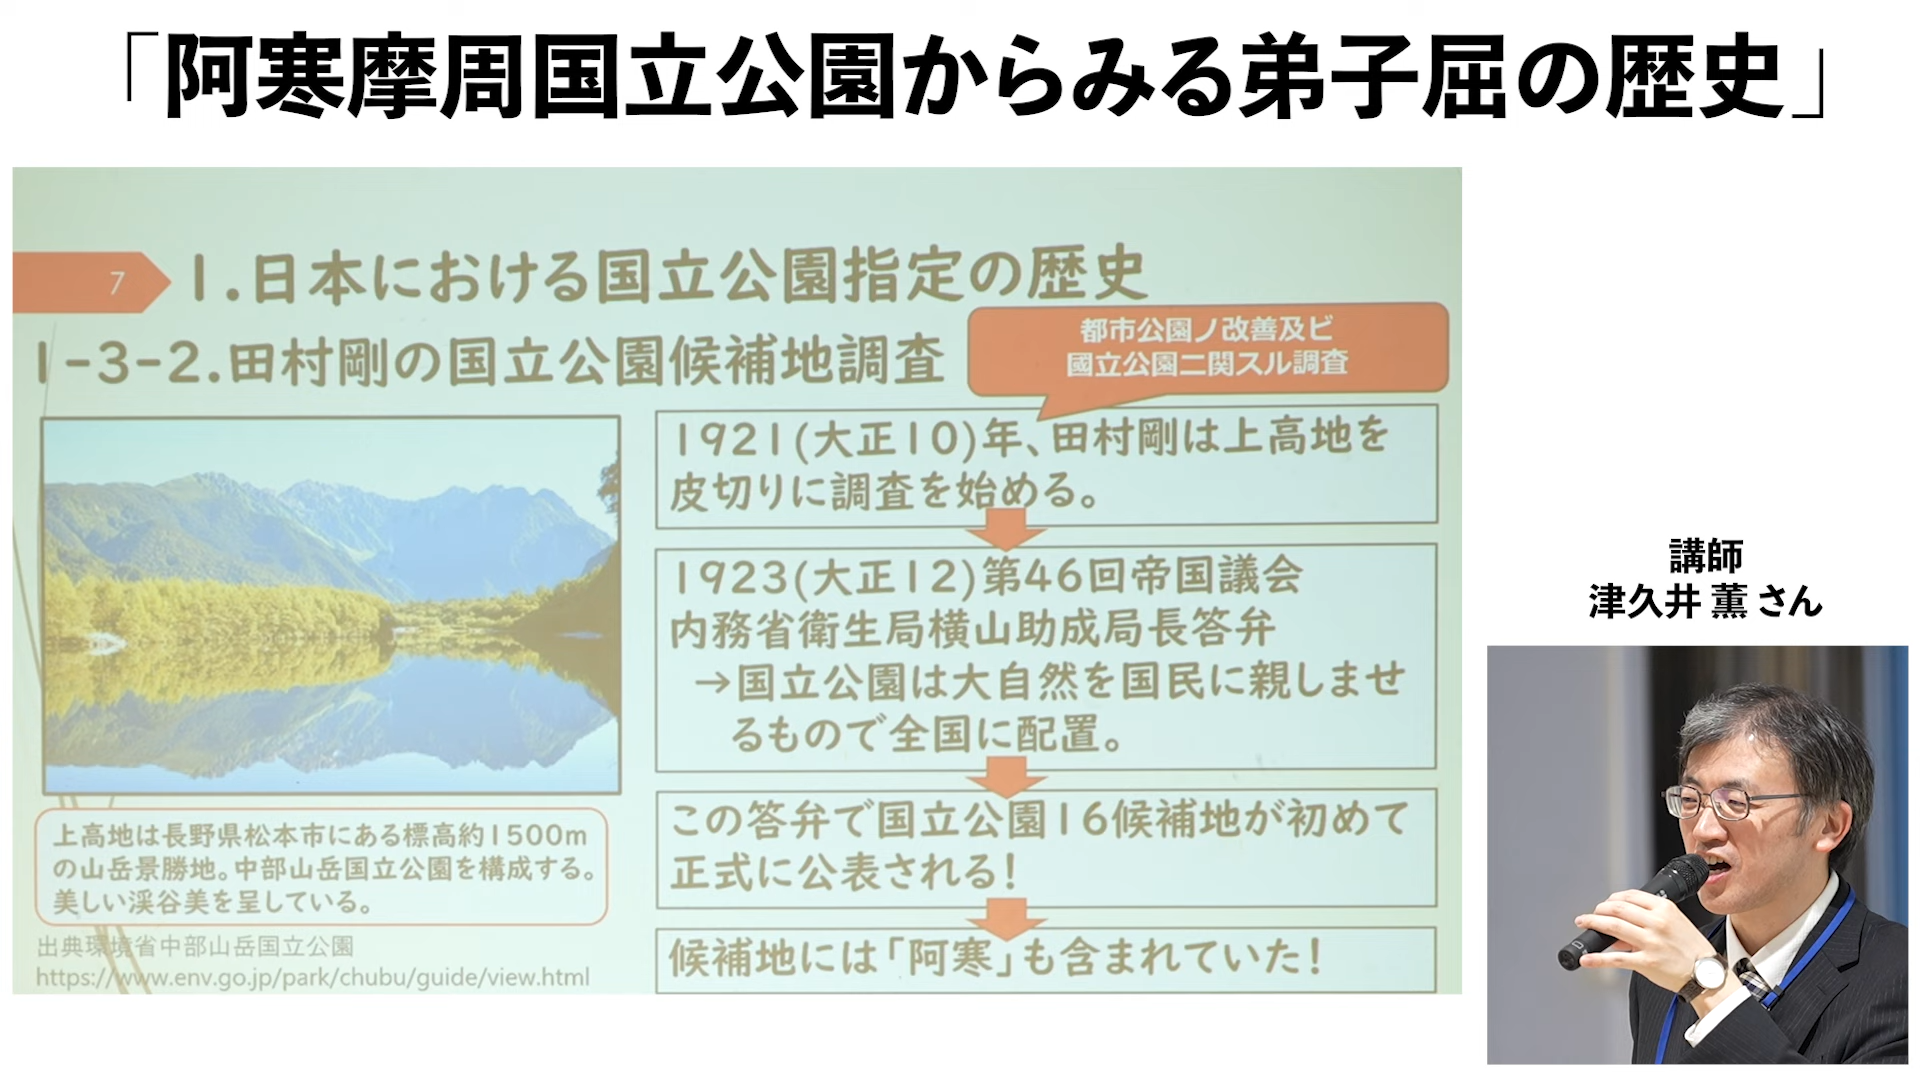 「阿寒摩周国立公園からみる弟子屈の歴史」
7
1.日本における国立公園指定の歴史
1-3-2.田村剛の国立公園候補地調査
都市公園ノ改善及ビ
國立公園ニ関スル調査
1921(大正10)年、田村剛は上高地を
皮切りに調査を始める。
1923(大正12)第46回帝国議会
内務省衛生局横山助成局長答弁
→国立公園は大自然を国民に親しませ
るもので全国に配置。
この答弁で国立公園16候補地が初めて
正式に公表される!
候補地には「阿寒」も含まれていた!
上高地は長野県松本市にある標高約1500m
の山岳景勝地。中部山岳国立公園を構成する。
美しい渓谷美を呈している。
出典環境省中部山岳国立公園
https://www.env.go.jp/park/chubu/guide/view.html
講師
津久井 薫 さん